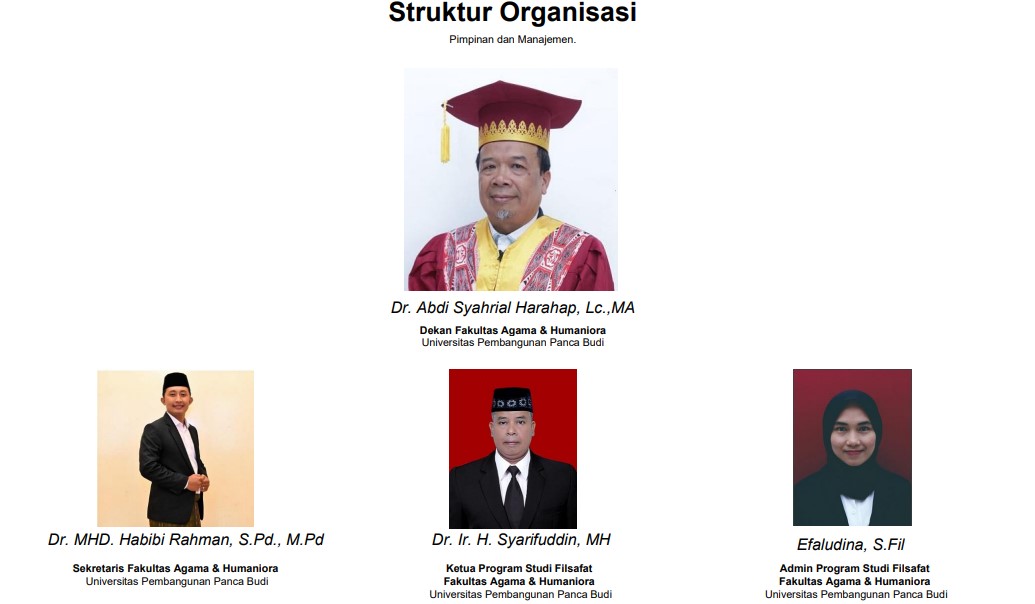 Struktur Organisasi
Pimpinan dan Manajemen.
Dr. Abdi Syahrial Harahap, Lc.,MA
Dekan Fakultas Agama & Humaniora
Universitas Pembangunan Panca Budi
Dr. MHD. Habibi Rahman, S.Pd., M.Pd
Sekretaris Fakultas Agama & Humaniora
Universitas Pembangunan Panca Budi
Dr. Ir. H. Syarifuddin, MH
Ketua Program Studi Filsafat
Fakultas Agama & Humaniora
Universitas Pembangunan Panca Budi
Efaludina, S.Fil
Admin Program Studi Filsafat
Fakultas Agama & Humaniora
Universitas Pembangunan Panca Budi